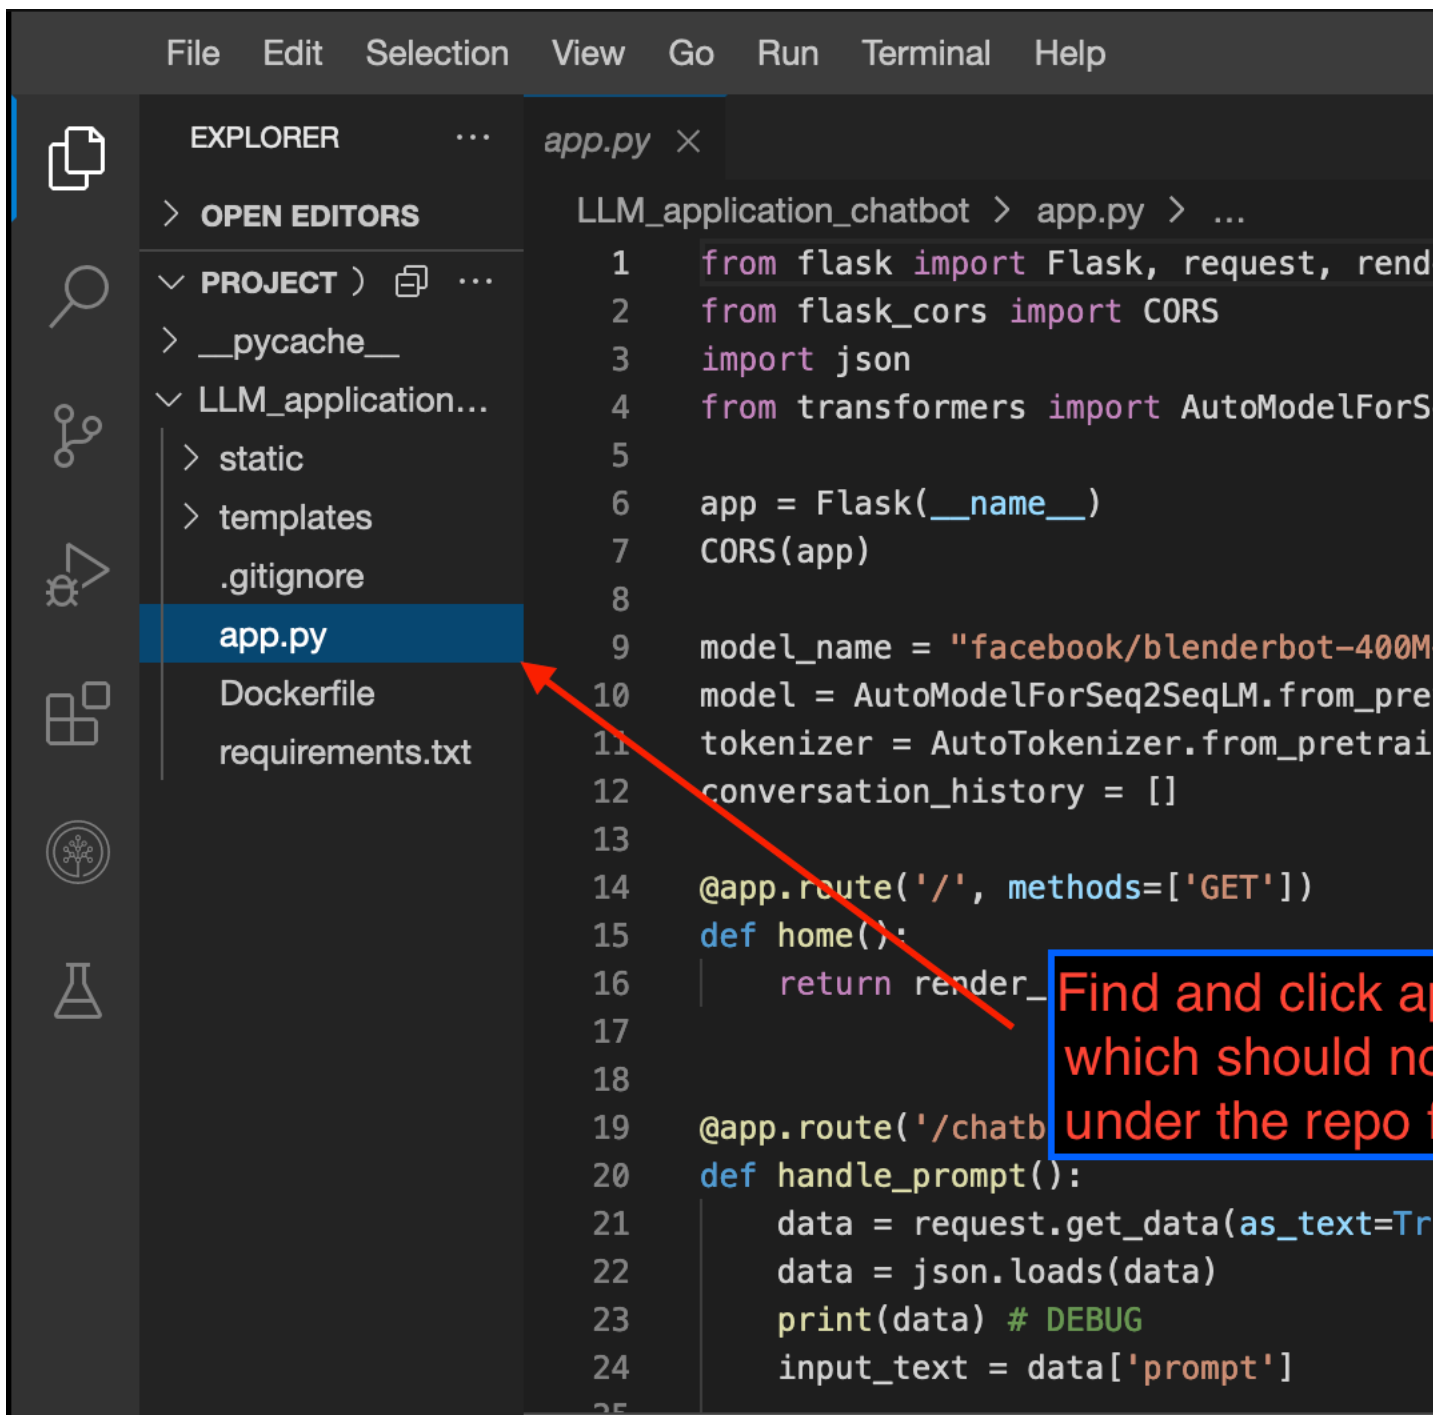 File Edit Selection View Go Run Terminal Help
EXPLORER ...
OPEN EDITORS
PROJECT ) ...
__pycache__
LLM_application...
static
templates
.gitignore
app.py
Dockerfile
requirements.txt
app.py ×
LLM_application_chatbot > app.py > ...
1 from flask import Flask, request, rend
2 from flask_cors import CORS
3 import json
4 from transformers import AutoModelForS
5
6 app = Flask(__name__)
7 CORS(app)
8
9 model_name = "facebook/blenderbot-400M
10 model = AutoModelForSeq2SeqLM.from_pre
11 tokenizer = AutoTokenizer.from_pretrai
12 conversation_history = []
13
14 @app.route('/', methods=['GET'])
15 def home():
16 return render_
17
18
19 @app.route('/chatb
20 def handle_prompt():
21 data = request.get_data(as_text=Tr
22 data = json.loads(data)
23 print(data) # DEBUG
24 input_text = data['prompt']
25
Find and click a
which should no
under the repo